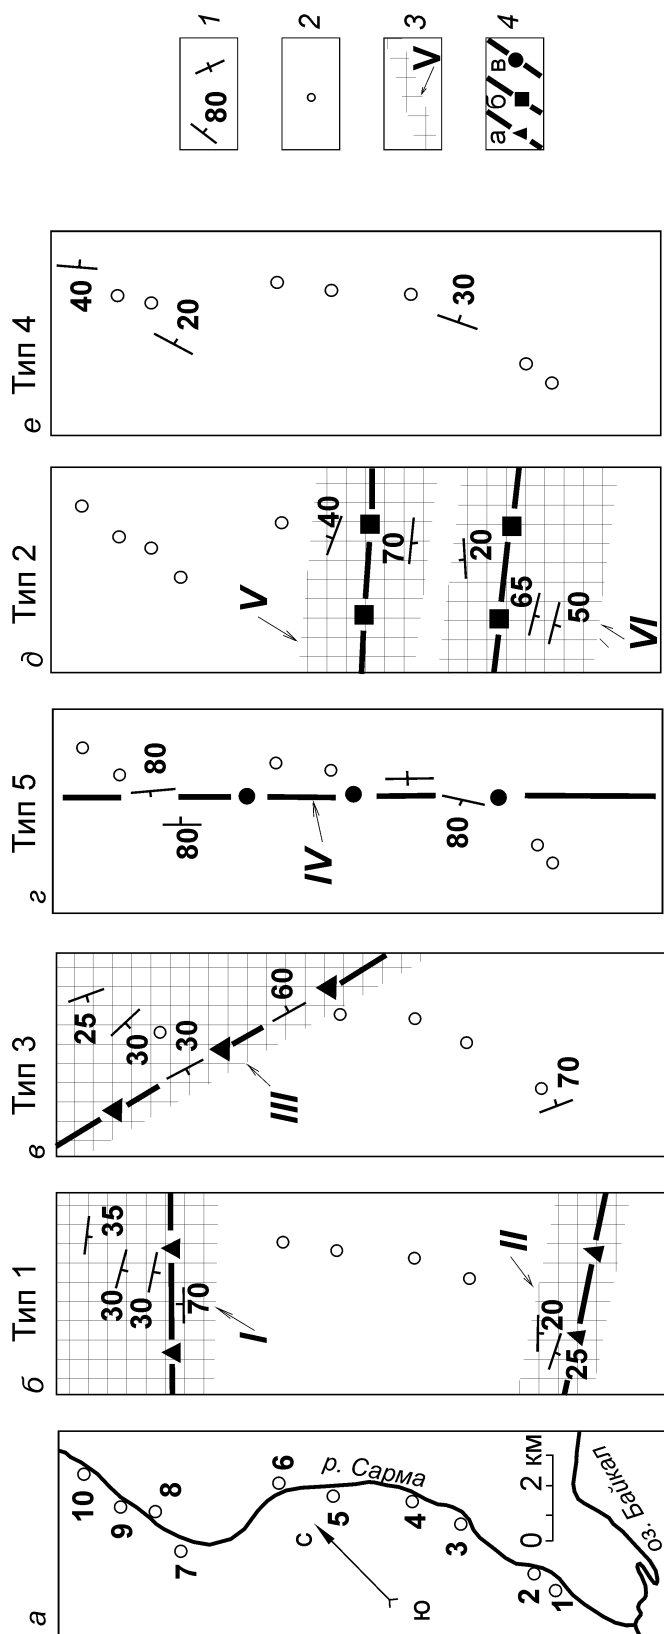 а
10
9
8
7
6
р. Сарма
5
С
4
3
Ю
0 2 км
2
1
оз. Байкал
б Тип 1
35
30
30
70
I
II
20
25
в Тип 3
25
30
30
60
III
70
г Тип 5
80
80
IV
80
д Тип 2
V
40
70
20
65
50
VI
е Тип 4
40
20
30
80 1
2
V 3
а б в 4